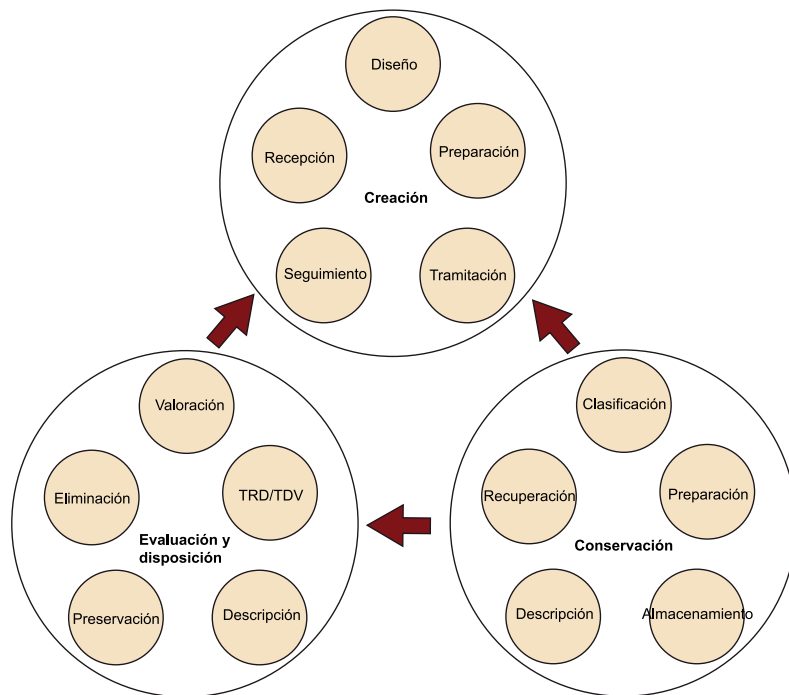 Diseño
Recepción
Preparación
Creación
Seguimiento
Tramitación
Valoración
Eliminación
TRD/TDV
Evaluación y
disposición
Preservación
Descripción
Clasificación
Recuperación
Preparación
Conservación
Descripción
Almacenamiento